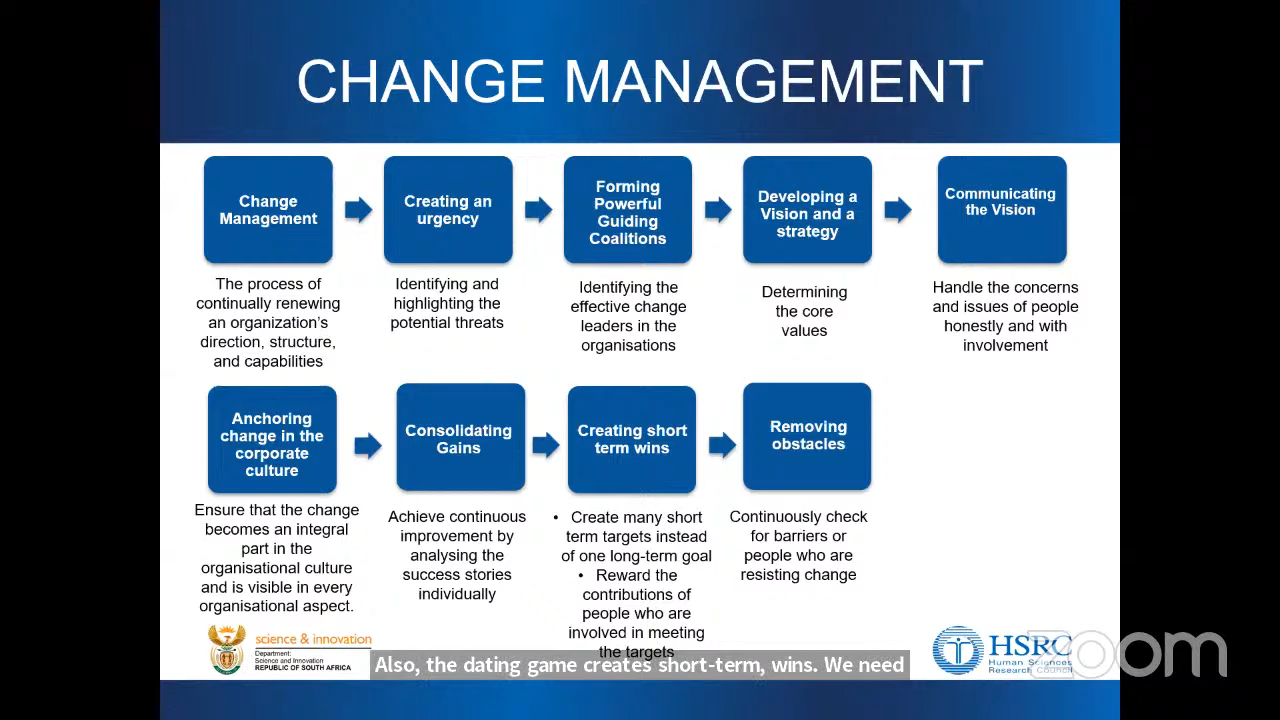 CHANGE MANAGEMENT
Change
Management
Creating an
urgency
Forming
Powerful
Guiding
Coalitions
Developing a
Vision and a
strategy
Communicating
the Vision
The process of
continually renewing
an organization's
direction, structure,
and capabilities
Identifying and
highlighting the
potential threats
Identifying the
effective change
leaders in the
organisations
Determining
the core
values
Handle the concerns
and issues of people
honestly and with
involvement
Anchoring
change in the
corporate
culture
Consolidating
Gains
Creating short
term wins
Removing
obstacles
Ensure that the change
becomes an integral
part in the
organisational culture
and is visible in every
organisational aspect.
Achieve continuous
improvement by
analysing the
success stories
individually
• Create many short
term targets instead
of one long-term goal
• Reward the
contributions of
people who are
involved in meeting
the targets
Continuously check
for barriers or
people who are
resisting change
science & innovation
Department:
Science and Innovation
REPUBLIC OF SOUTH AFRICA
Also, the dating game creates short-term, wins. We need
HSRC
Human Sciences
Research Council
zoom